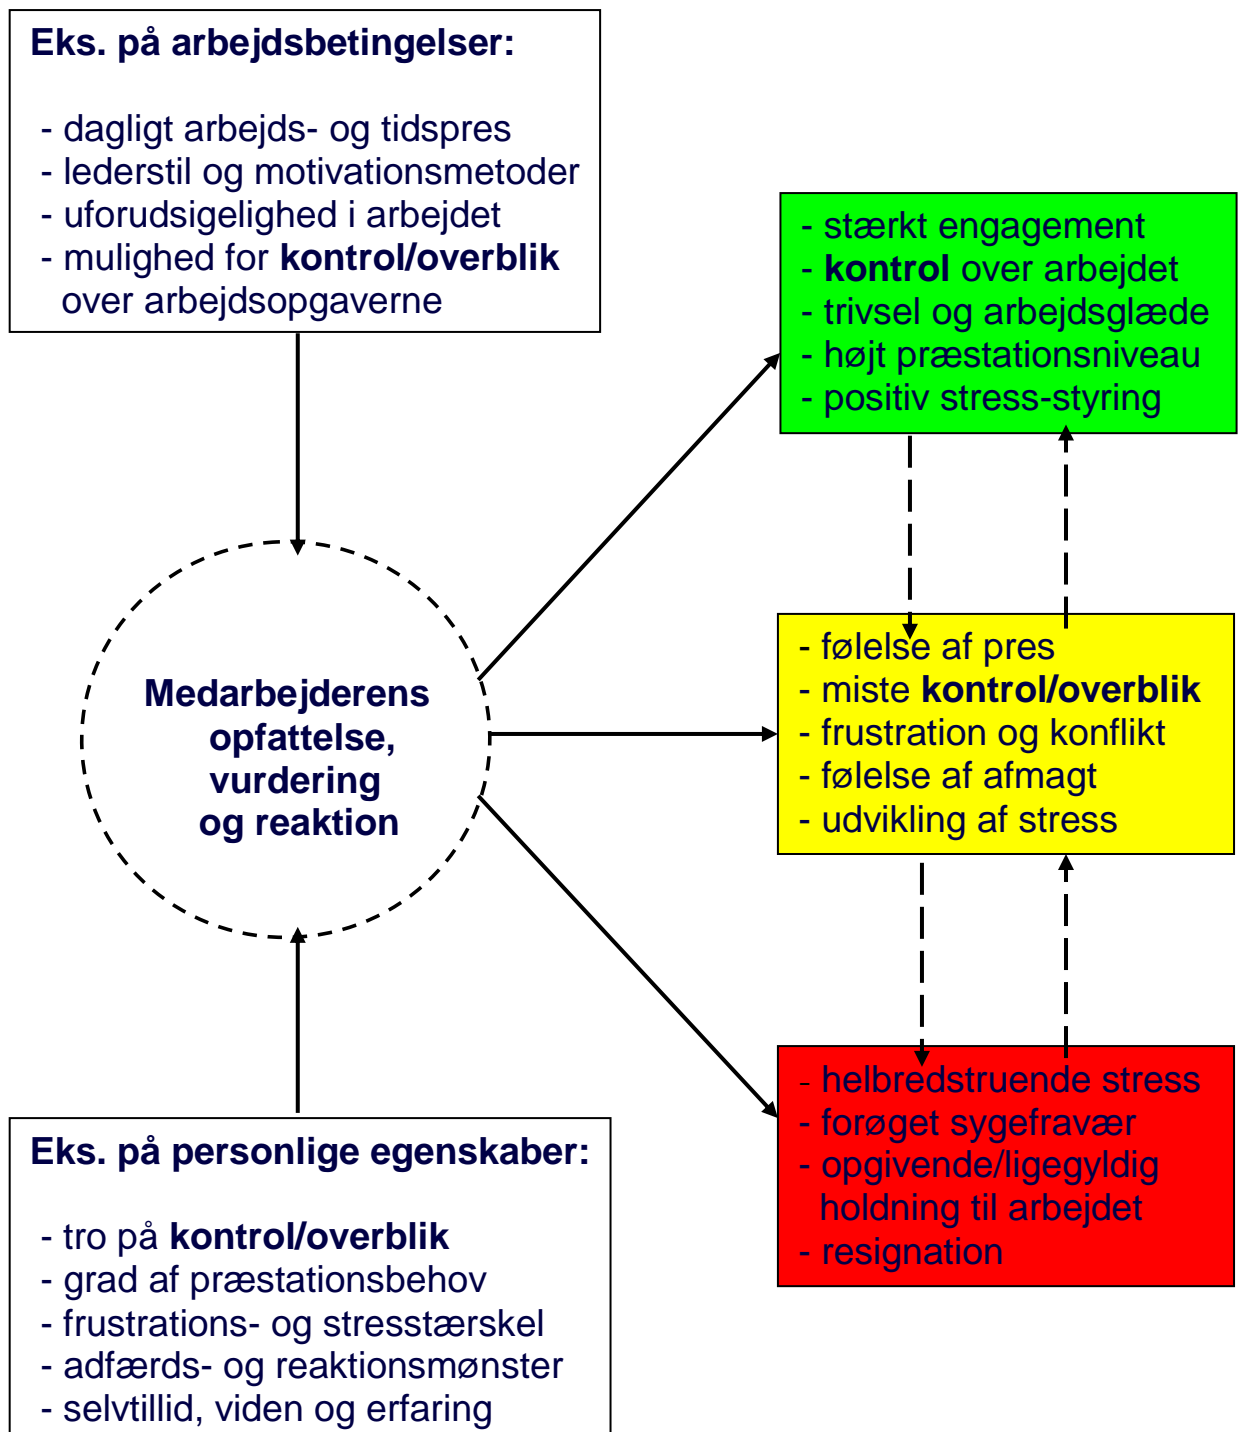 Eks. på arbejdsbetingelser:
- dagligt arbejds- og tidspres
- lederstil og motivationsmetoder
- uforudsigelighed i arbejdet
- mulighed for kontrol/overblik
over arbejdsopgaverne
- stærkt engagement
- kontrol over arbejdet
- trivsel og arbejdsglæde
- højt præstationsniveau
- positiv stress-styring
Medarbejderens
opfattelse,
vurdering
og reaktion
- følelse af pres
- miste kontrol/overblik
- frustration og konflikt
- følelse af afmagt
- udvikling af stress
- helbredstruende stress
- forøget sygefravær
- opgivende/ligegyldig
holdning til arbejdet
- resignation
Eks. på personlige egenskaber:
- tro på kontrol/overblik
- grad af præstationsbehov
- frustrations- og stresstærskel
- adfærds- og reaktionsmønster
- selvtillid, viden og erfaring